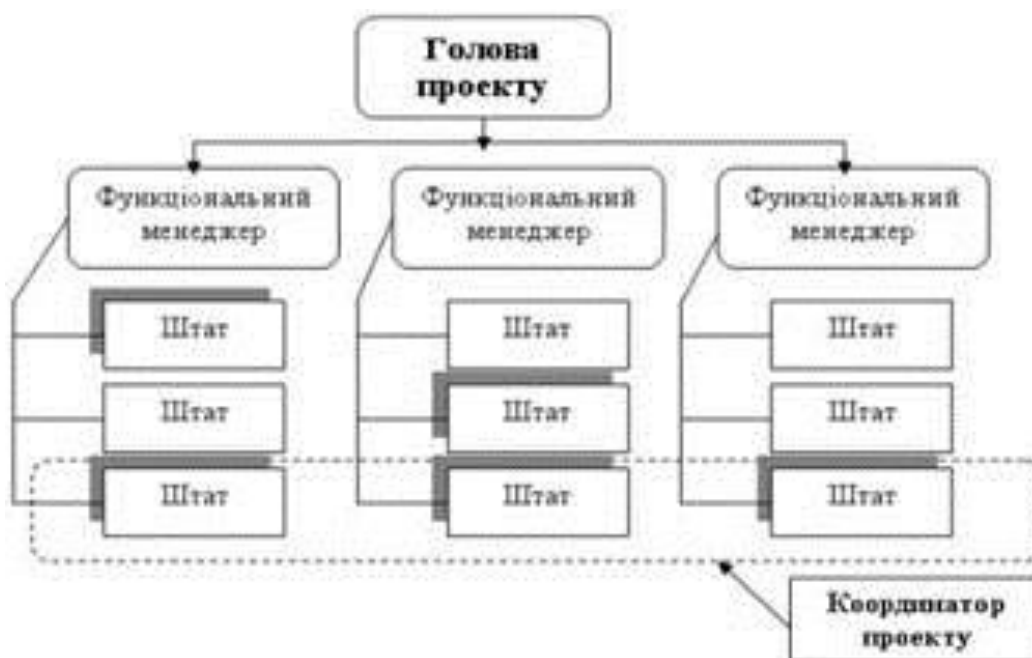 Голова
проекту
Функціональний
менеджер
Функціональний
менеджер
Функціональний
менеджер
Штат
Штат
Штат
Штат
Штат
Штат
Штат
Штат
Штат
Координатор
проекту